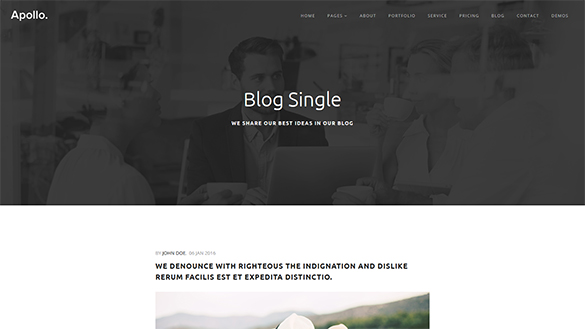 Apollo.
HOME PAGES ABOUT PORTFOLIO SERVICE PRICING BLOG CONTACT DEMOS
Blog Single
WE SHARE OUR BEST IDEAS IN OUR BLOG
BY JOHN DOE, 06 JAN 2016
WE DENOUNCE WITH RIGHTEOUS THE INDIGNATION AND DISLIKE
RERUM FACILIS EST ET EXPEDITA DISTINCTIO.